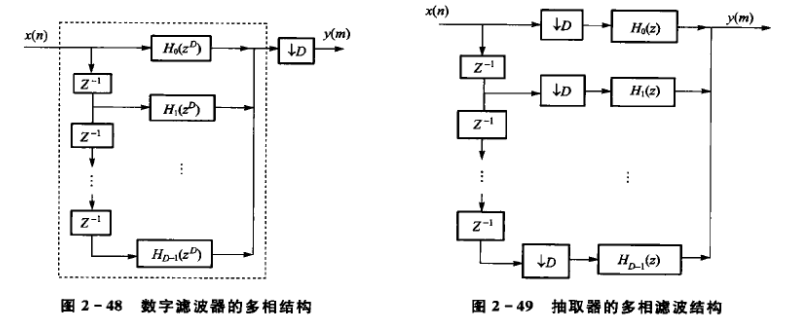 x(n)
H₀(z^D)
↓D
y(m)
Z⁻¹
H₁(z^D)
Z⁻¹
⋮
⋮
Z⁻¹
H_{D-1}(z^D)
图 2-48 数字滤波器的多相结构
x(n)
↓D
H₀(z)
y(m)
Z⁻¹
↓D
H₁(z)
Z⁻¹
⋮
⋮
Z⁻¹
↓D
H_{D-1}(z)
图 2-49 抽取器的多相滤波结构